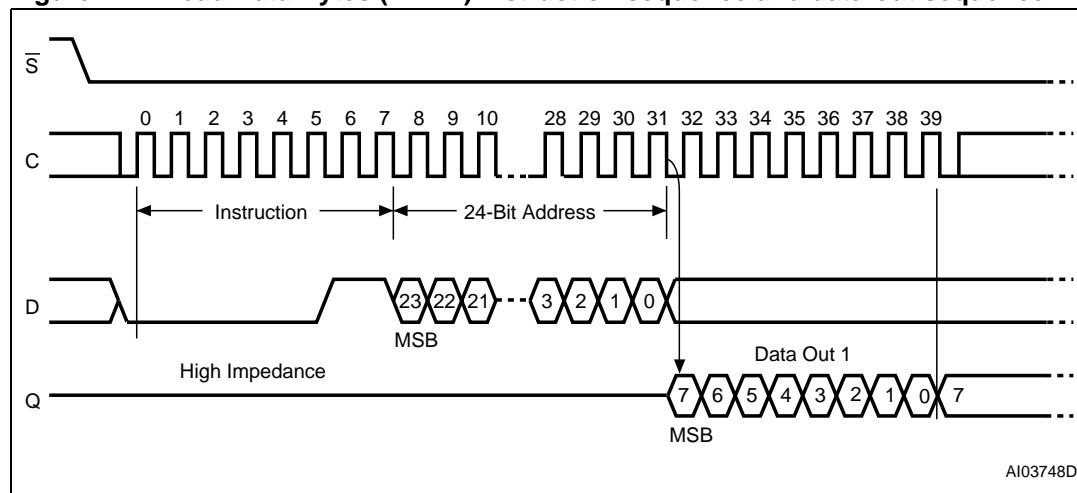 S
0 1 2 3 4 5 6 7 8 9 10 28 29 30 31 32 33 34 35 36 37 38 39
C
Instruction 24-Bit Address
D 23 22 21 3 2 1 0
MSB
High Impedance Data Out 1
Q 7 6 5 4 3 2 1 0 7
MSB
AI03748D